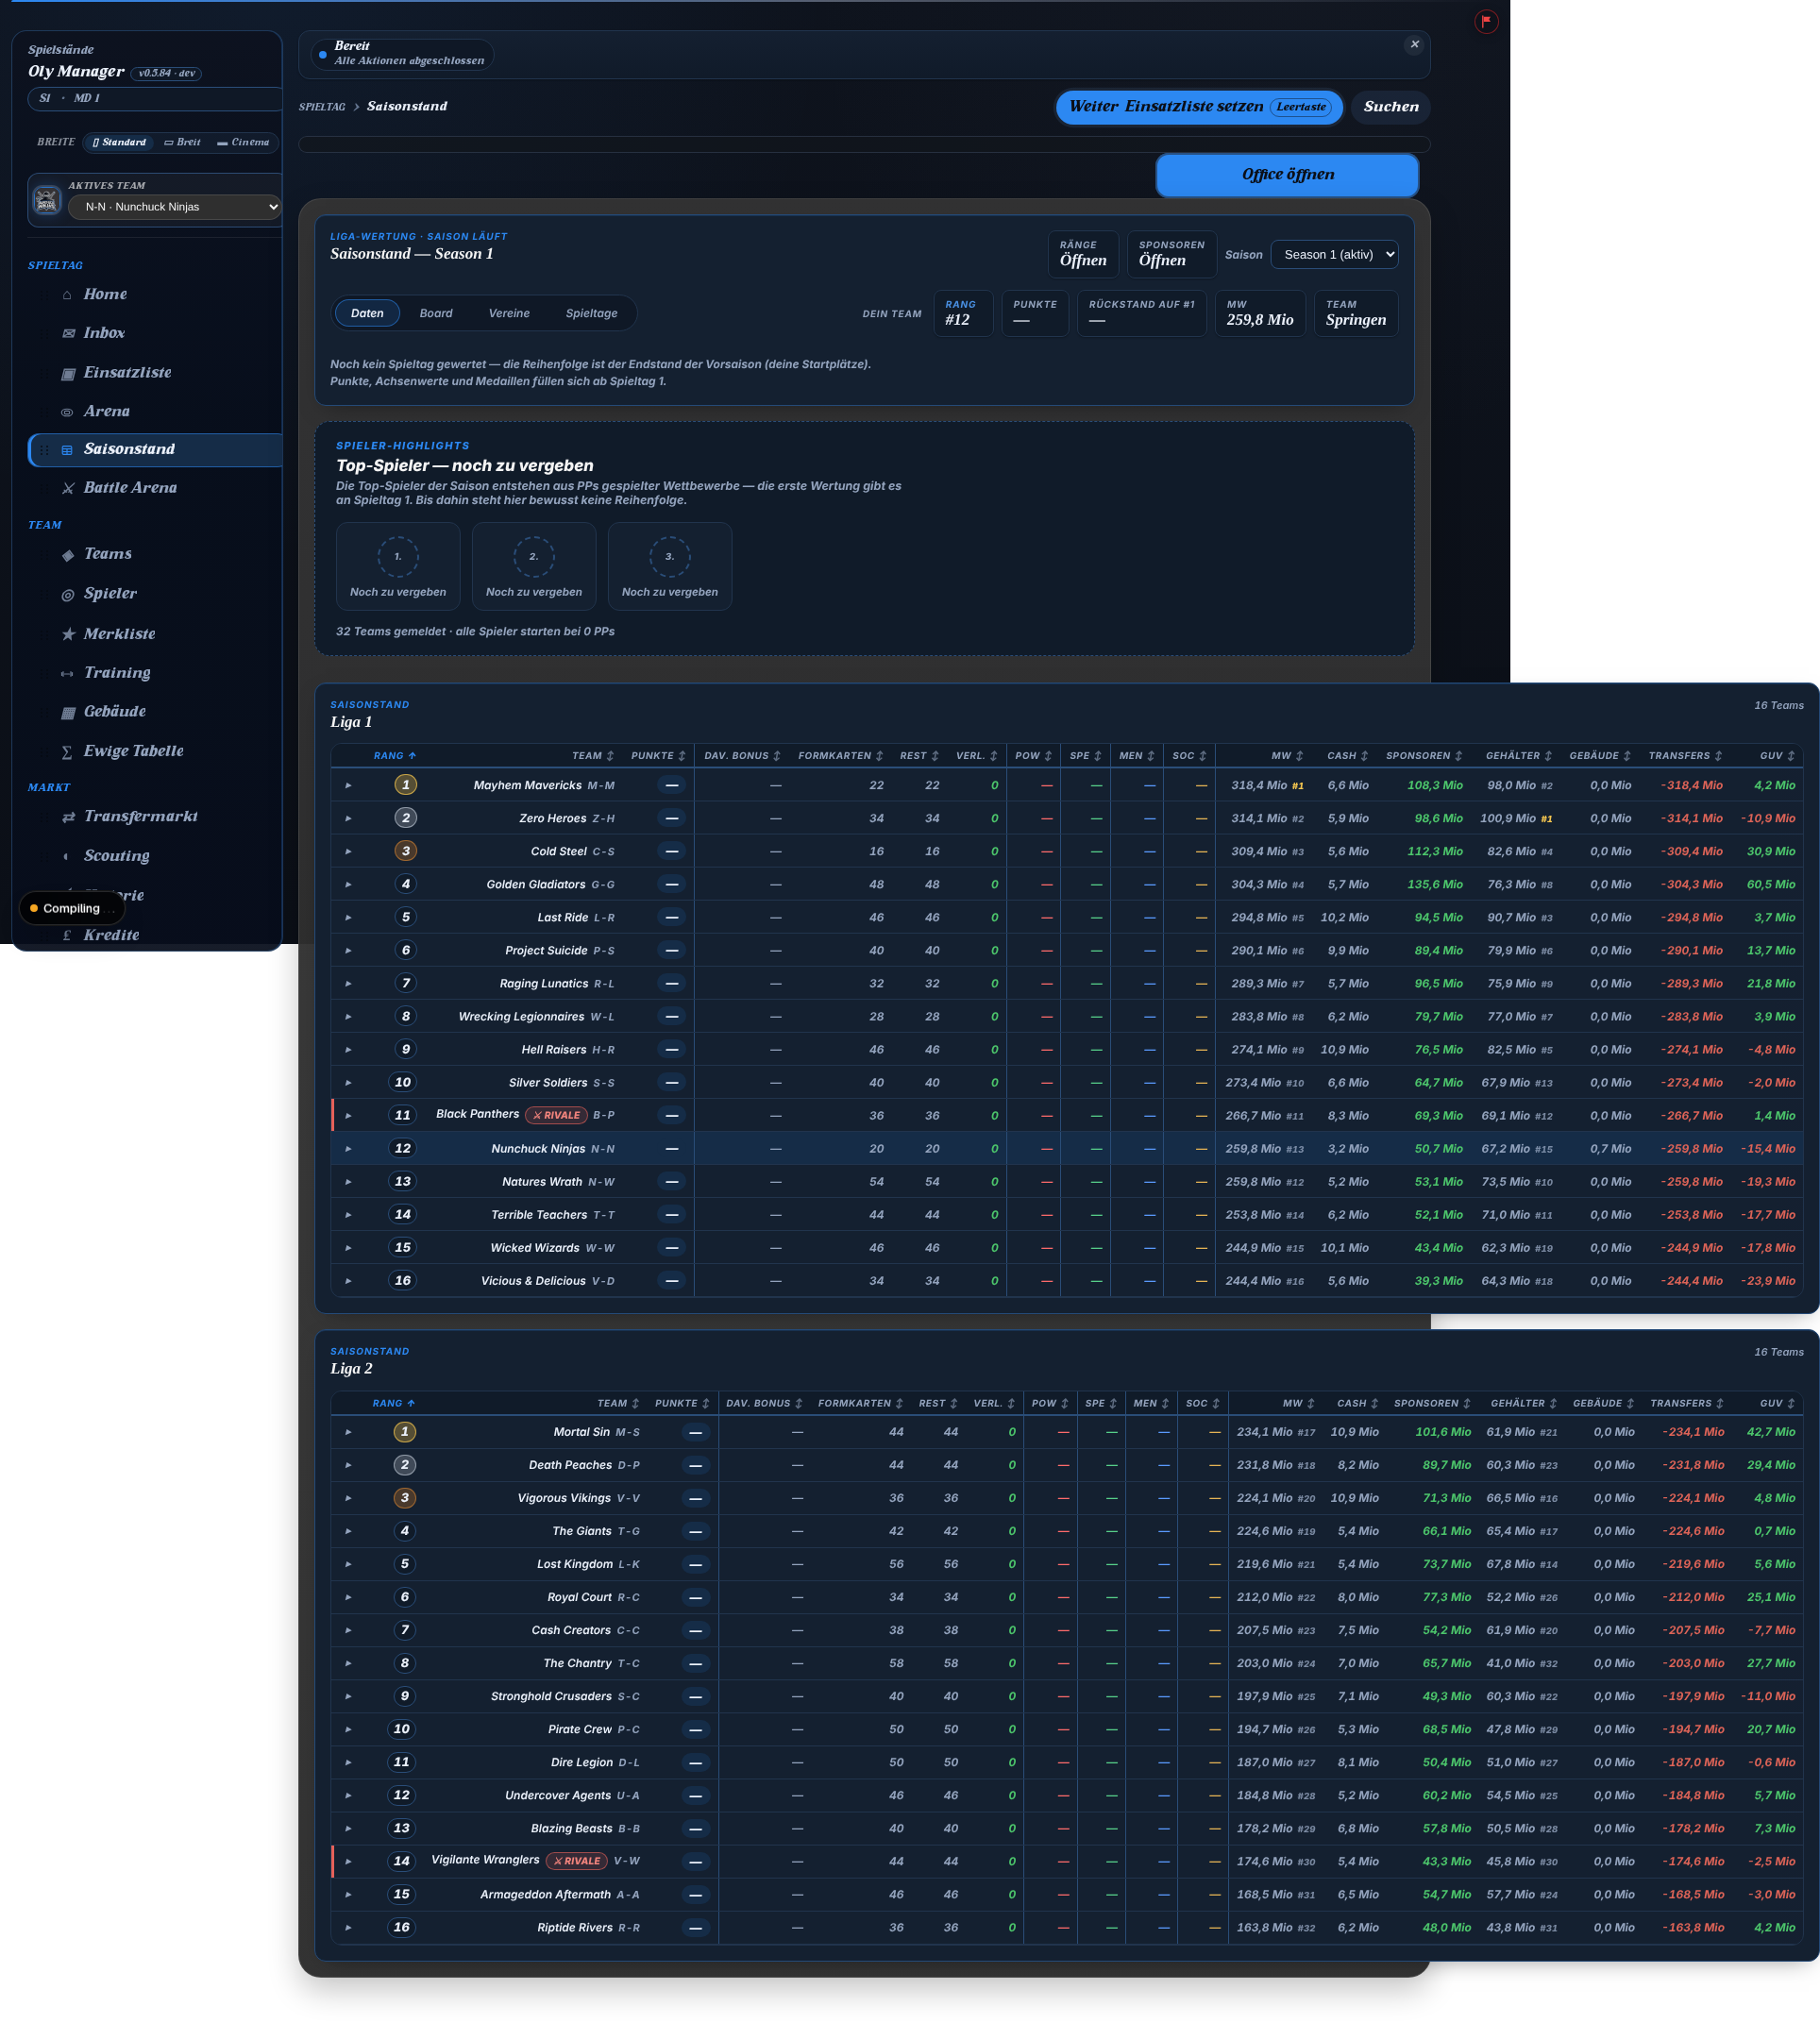 Spielstände
Oly Manager v0.5.84 · dev
S1 · MD 1
BREITE Standard Breit Cinema
AKTIVES TEAM
N-N · Nunchuck Ninjas
SPIELTAG
Home
Inbox
Einsatzliste
Arena
Saisonstand
Battle Arena
TEAM
Teams
Spieler
Merkliste
Training
Gebäude
Ewige Tabelle
MARKT
Transfermarkt
Scouting
Compiling ...
Kredite
Bereit
Alle Aktionen abgeschlossen
SPIELTAG > Saisonstand
Weiter Einsatzliste setzen Leertaste Suchen
Office öffnen
LIGA-WERTUNG · SAISON LÄUFT
Saisonstand — Season 1
RÄNGE Öffnen
SPONSOREN Öffnen
Saison Season 1 (aktiv)
Daten Board Vereine Spieltage
DEIN TEAM
RANG #12
PUNKTE —
RÜCKSTAND AUF #1 —
MW 259,8 Mio
TEAM Springen
Noch kein Spieltag gewertet — die Reihenfolge ist der Endstand der Vorsaison (deine Startplätze).
Punkte, Achsenwerte und Medaillen füllen sich ab Spieltag 1.
SPIELER-HIGHLIGHTS
Top-Spieler — noch zu vergeben
Die Top-Spieler der Saison entstehen aus PPs gespielter Wettbewerbe — die erste Wertung gibt es
an Spieltag 1. Bis dahin steht hier bewusst keine Reihenfolge.
1. 2. 3.
Noch zu vergeben Noch zu vergeben Noch zu vergeben
32 Teams gemeldet · alle Spieler starten bei 0 PPs
SAISONSTAND
Liga 1
16 Teams
RANG ↑ TEAM PUNKTE DAV. BONUS FORMKARTEN REST VERL. POW SPE MEN SOC MW CASH SPONSOREN GEHÄLTER GEBÄUDE TRANSFERS GUV
1 Mayhem Mavericks M-M — — 22 22 0 — — — — 318,4 Mio #1 6,6 Mio 108,3 Mio 98,0 Mio #2 0,0 Mio -318,4 Mio 4,2 Mio
2 Zero Heroes Z-H — — 34 34 0 — — — — 314,1 Mio #2 5,9 Mio 98,6 Mio 100,9 Mio #1 0,0 Mio -314,1 Mio -10,9 Mio
3 Cold Steel C-S — — 16 16 0 — — — — 309,4 Mio #3 5,6 Mio 112,3 Mio 82,6 Mio #4 0,0 Mio -309,4 Mio 30,9 Mio
4 Golden Gladiators G-G — — 48 48 0 — — — — 304,3 Mio #4 5,7 Mio 135,6 Mio 76,3 Mio #8 0,0 Mio -304,3 Mio 60,5 Mio
5 Last Ride L-R — — 46 46 0 — — — — 294,8 Mio #5 10,2 Mio 94,5 Mio 90,7 Mio #3 0,0 Mio -294,8 Mio 3,7 Mio
6 Project Suicide P-S — — 40 40 0 — — — — 290,1 Mio #6 9,9 Mio 89,4 Mio 79,9 Mio #6 0,0 Mio -290,1 Mio 13,7 Mio
7 Raging Lunatics R-L — — 32 32 0 — — — — 289,3 Mio #7 5,7 Mio 96,5 Mio 75,9 Mio #9 0,0 Mio -289,3 Mio 21,8 Mio
8 Wrecking Legionnaires W-L — — 28 28 0 — — — — 283,8 Mio #8 6,2 Mio 79,7 Mio 77,0 Mio #7 0,0 Mio -283,8 Mio 3,9 Mio
9 Hell Raisers H-R — — 46 46 0 — — — — 274,1 Mio #9 10,9 Mio 76,5 Mio 82,5 Mio #5 0,0 Mio -274,1 Mio -4,8 Mio
10 Silver Soldiers S-S — — 40 40 0 — — — — 273,4 Mio #10 6,6 Mio 64,7 Mio 67,9 Mio #13 0,0 Mio -273,4 Mio -2,0 Mio
11 Black Panthers RIVALE B-P — — 36 36 0 — — — — 266,7 Mio #11 8,3 Mio 69,3 Mio 69,1 Mio #12 0,0 Mio -266,7 Mio 1,4 Mio
12 Nunchuck Ninjas N-N — — 20 20 0 — — — — 259,8 Mio #13 3,2 Mio 50,7 Mio 67,2 Mio #15 0,7 Mio -259,8 Mio -15,4 Mio
13 Natures Wrath N-W — — 54 54 0 — — — — 259,8 Mio #12 5,2 Mio 53,1 Mio 73,5 Mio #10 0,0 Mio -259,8 Mio -19,3 Mio
14 Terrible Teachers T-T — — 44 44 0 — — — — 253,8 Mio #14 6,2 Mio 52,1 Mio 71,0 Mio #11 0,0 Mio -253,8 Mio -17,7 Mio
15 Wicked Wizards W-W — — 46 46 0 — — — — 244,9 Mio #15 10,1 Mio 43,4 Mio 62,3 Mio #19 0,0 Mio -244,9 Mio -17,8 Mio
16 Vicious & Delicious V-D — — 34 34 0 — — — — 244,4 Mio #16 5,6 Mio 39,3 Mio 64,3 Mio #18 0,0 Mio -244,4 Mio -23,9 Mio
SAISONSTAND
Liga 2
16 Teams
RANG ↑ TEAM PUNKTE DAV. BONUS FORMKARTEN REST VERL. POW SPE MEN SOC MW CASH SPONSOREN GEHÄLTER GEBÄUDE TRANSFERS GUV
1 Mortal Sin M-S — — 44 44 0 — — — — 234,1 Mio #17 10,9 Mio 101,6 Mio 61,9 Mio #21 0,0 Mio -234,1 Mio 42,7 Mio
2 Death Peaches D-P — — 44 44 0 — — — — 231,8 Mio #18 8,2 Mio 89,7 Mio 60,3 Mio #23 0,0 Mio -231,8 Mio 29,4 Mio
3 Vigorous Vikings V-V — — 36 36 0 — — — — 224,1 Mio #20 10,9 Mio 71,3 Mio 66,5 Mio #16 0,0 Mio -224,1 Mio 4,8 Mio
4 The Giants T-G — — 42 42 0 — — — — 224,6 Mio #19 5,4 Mio 66,1 Mio 65,4 Mio #17 0,0 Mio -224,6 Mio 0,7 Mio
5 Lost Kingdom L-K — — 56 56 0 — — — — 219,6 Mio #21 5,4 Mio 73,7 Mio 67,8 Mio #14 0,0 Mio -219,6 Mio 5,6 Mio
6 Royal Court R-C — — 34 34 0 — — — — 212,0 Mio #22 8,0 Mio 77,3 Mio 52,2 Mio #26 0,0 Mio -212,0 Mio 25,1 Mio
7 Cash Creators C-C — — 38 38 0 — — — — 207,5 Mio #23 7,5 Mio 54,2 Mio 61,9 Mio #20 0,0 Mio -207,5 Mio -7,7 Mio
8 The Chantry T-C — — 58 58 0 — — — — 203,0 Mio #24 7,0 Mio 65,7 Mio 41,0 Mio #32 0,0 Mio -203,0 Mio 27,7 Mio
9 Stronghold Crusaders S-C — — 40 40 0 — — — — 197,9 Mio #25 7,1 Mio 49,3 Mio 60,3 Mio #22 0,0 Mio -197,9 Mio -11,0 Mio
10 Pirate Crew P-C — — 50 50 0 — — — — 194,7 Mio #26 5,3 Mio 68,5 Mio 47,8 Mio #29 0,0 Mio -194,7 Mio 20,7 Mio
11 Dire Legion D-L — — 50 50 0 — — — — 187,0 Mio #27 8,1 Mio 50,4 Mio 51,0 Mio #27 0,0 Mio -187,0 Mio -0,6 Mio
12 Undercover Agents U-A — — 46 46 0 — — — — 184,8 Mio #28 5,2 Mio 60,2 Mio 54,5 Mio #25 0,0 Mio -184,8 Mio 5,7 Mio
13 Blazing Beasts B-B — — 40 40 0 — — — — 178,2 Mio #29 6,8 Mio 57,8 Mio 50,5 Mio #28 0,0 Mio -178,2 Mio 7,3 Mio
14 Vigilante Wranglers RIVALE V-W — — 44 44 0 — — — — 174,6 Mio #30 5,4 Mio 43,3 Mio 45,8 Mio #30 0,0 Mio -174,6 Mio -2,5 Mio
15 Armageddon Aftermath A-A — — 46 46 0 — — — — 168,5 Mio #31 6,5 Mio 54,7 Mio 57,7 Mio #24 0,0 Mio -168,5 Mio -3,0 Mio
16 Riptide Rivers R-R — — 36 36 0 — — — — 163,8 Mio #32 6,2 Mio 48,0 Mio 43,8 Mio #31 0,0 Mio -163,8 Mio 4,2 Mio